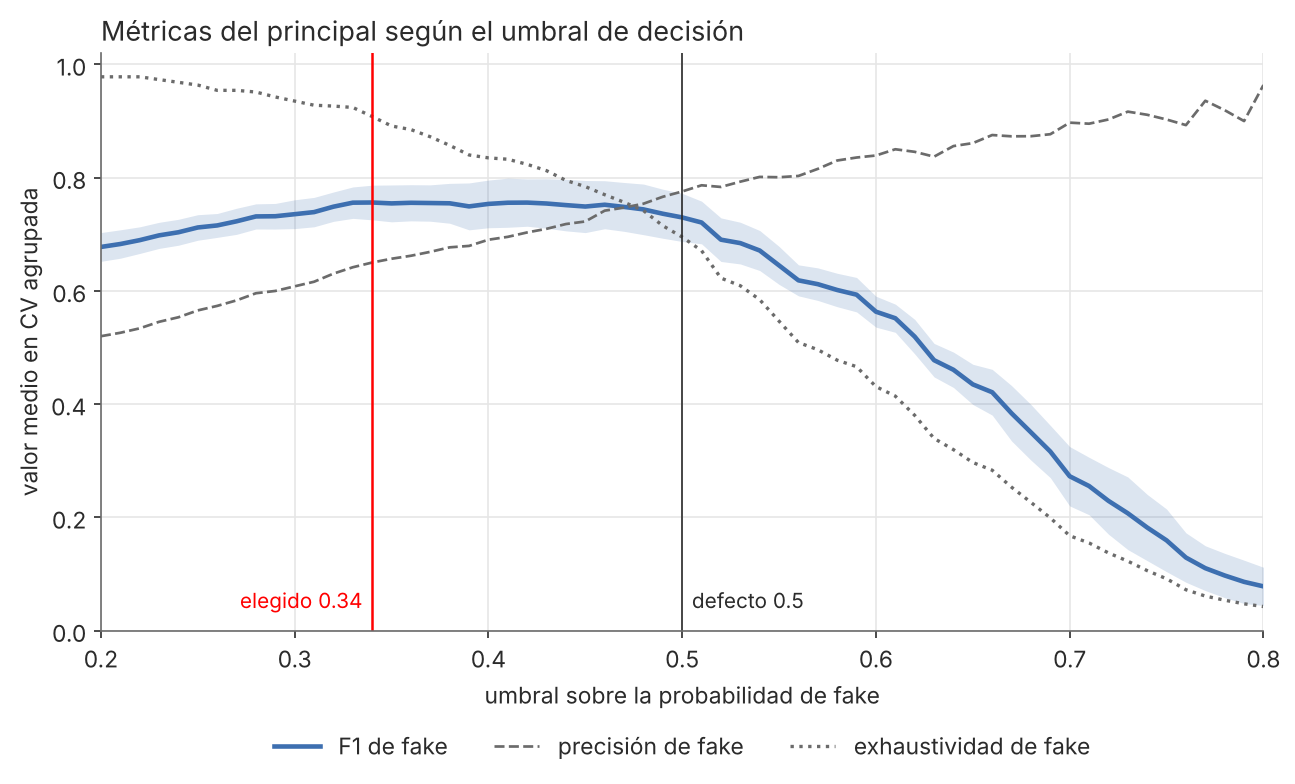 Métricas del principal según el umbral de decisión
valor medio en CV agrupada
1.0
0.8
0.6
0.4
0.2
0.0
elegido 0.34
defecto 0.5
0.2 0.3 0.4 0.5 0.6 0.7 0.8
umbral sobre la probabilidad de fake
F1 de fake precisión de fake exhaustividad de fake